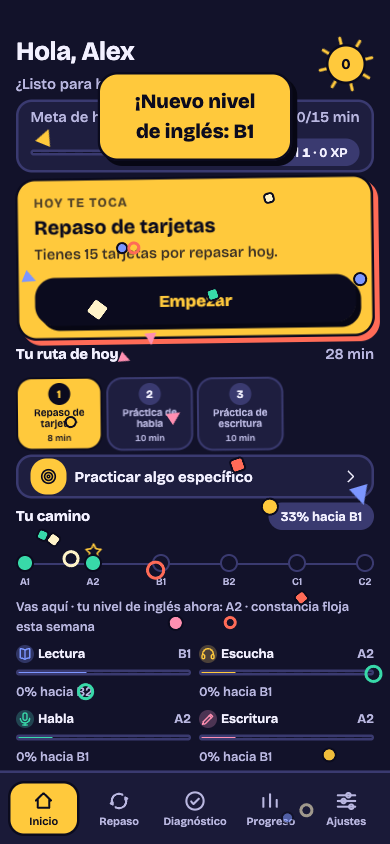 Hola, Alex
0
¿Listo para
¡Nuevo nivel
de inglés: B1
Meta de
0/15 min
1 · 0 XP
HOY TE TOCA
Repaso de tarjetas
Tienes 15 tarjetas por repasar hoy.
Empezar
Tu ruta de hoy
28 min
1
Repaso de
tarjet
8 min
2
Práctica de
habla
10 min
3
Práctica de
escritura
10 min
Practicar algo específico
Tu camino
33% hacia B1
A1
A2
B1
B2
C1
C2
Vas aquí · tu nivel de inglés ahora: A2 · constancia floja
esta semana
Lectura
B1
0% hacia B2
Escucha
A2
0% hacia B1
Habla
A2
0% hacia B1
Escritura
A2
0% hacia B1
Inicio
Repaso
Diagnóstico
Progreso
Ajustes